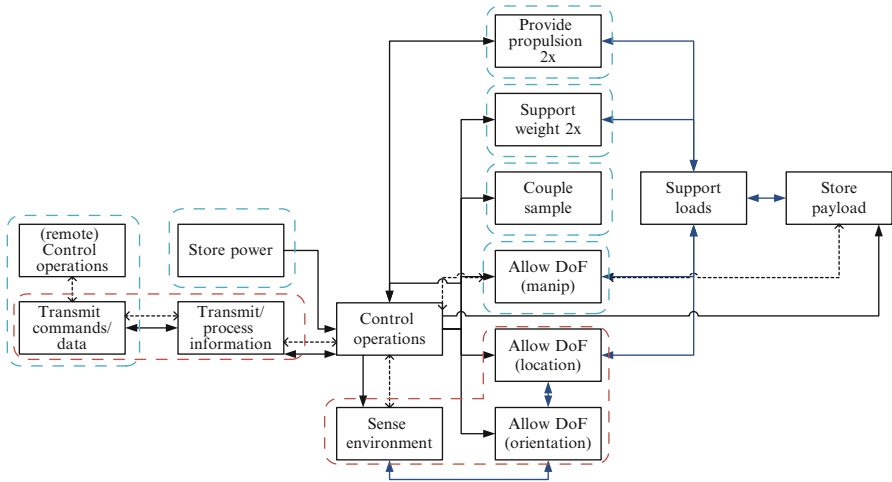 Provide
propulsion
2x
Support
weight 2x
Couple
sample
Support
loads
Store
payload
(remote)
Control
operations
Store power
Allow DoF
(manip)
Transmit
commands/
data
Transmit/
process
information
Control
operations
Allow DoF
(location)
Sense
environment
Allow DoF
(orientation)